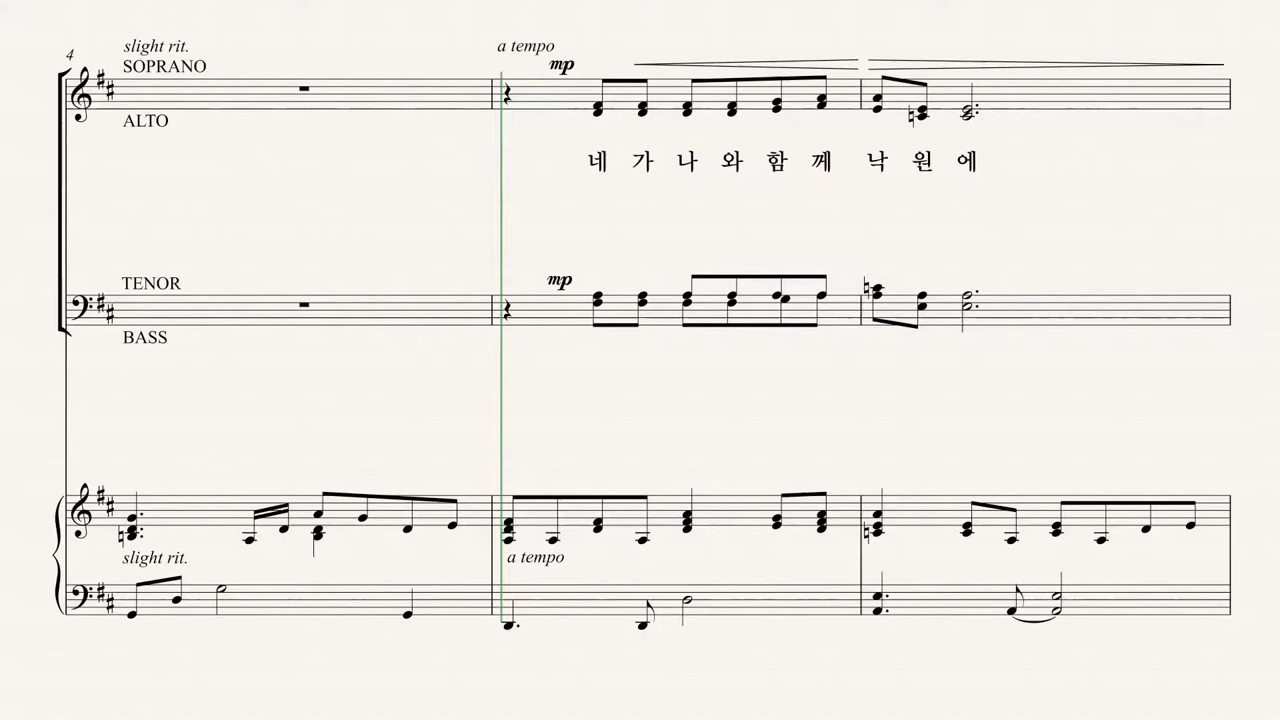 slight rit.
a tempo
4
SOPRANO
mp
ALTO
네 가 나 와 함 께 낙 원 에
TENOR
mp
BASS
slight rit.
a tempo